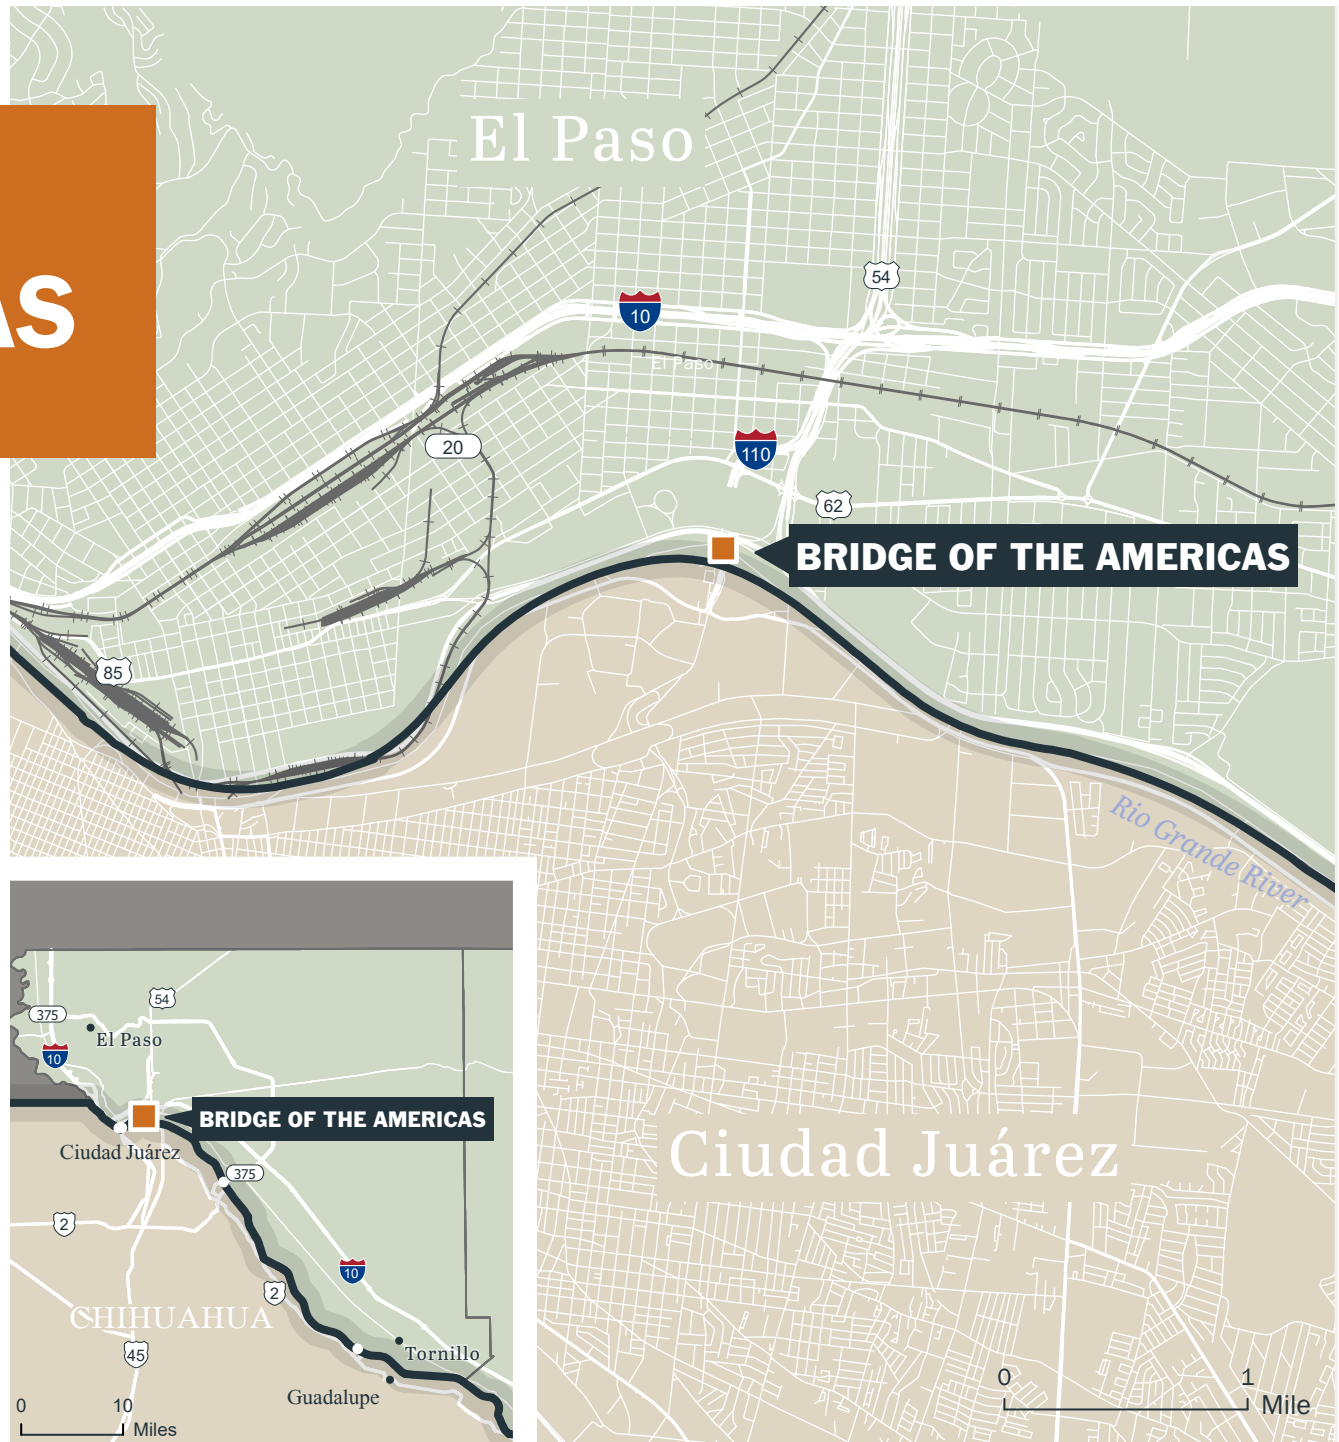 El Paso
AS
54
10
El Paso
20
110
62
BRIDGE OF THE AMERICAS
85
Rio Grande River
375
54
El Paso
10
BRIDGE OF THE AMERICAS
Ciudad Juárez
Ciudad Juárez
375
2
10
2
CHIHUAHUA
45
Tornillo
Guadalupe
0 1
Mile
0 10
Miles